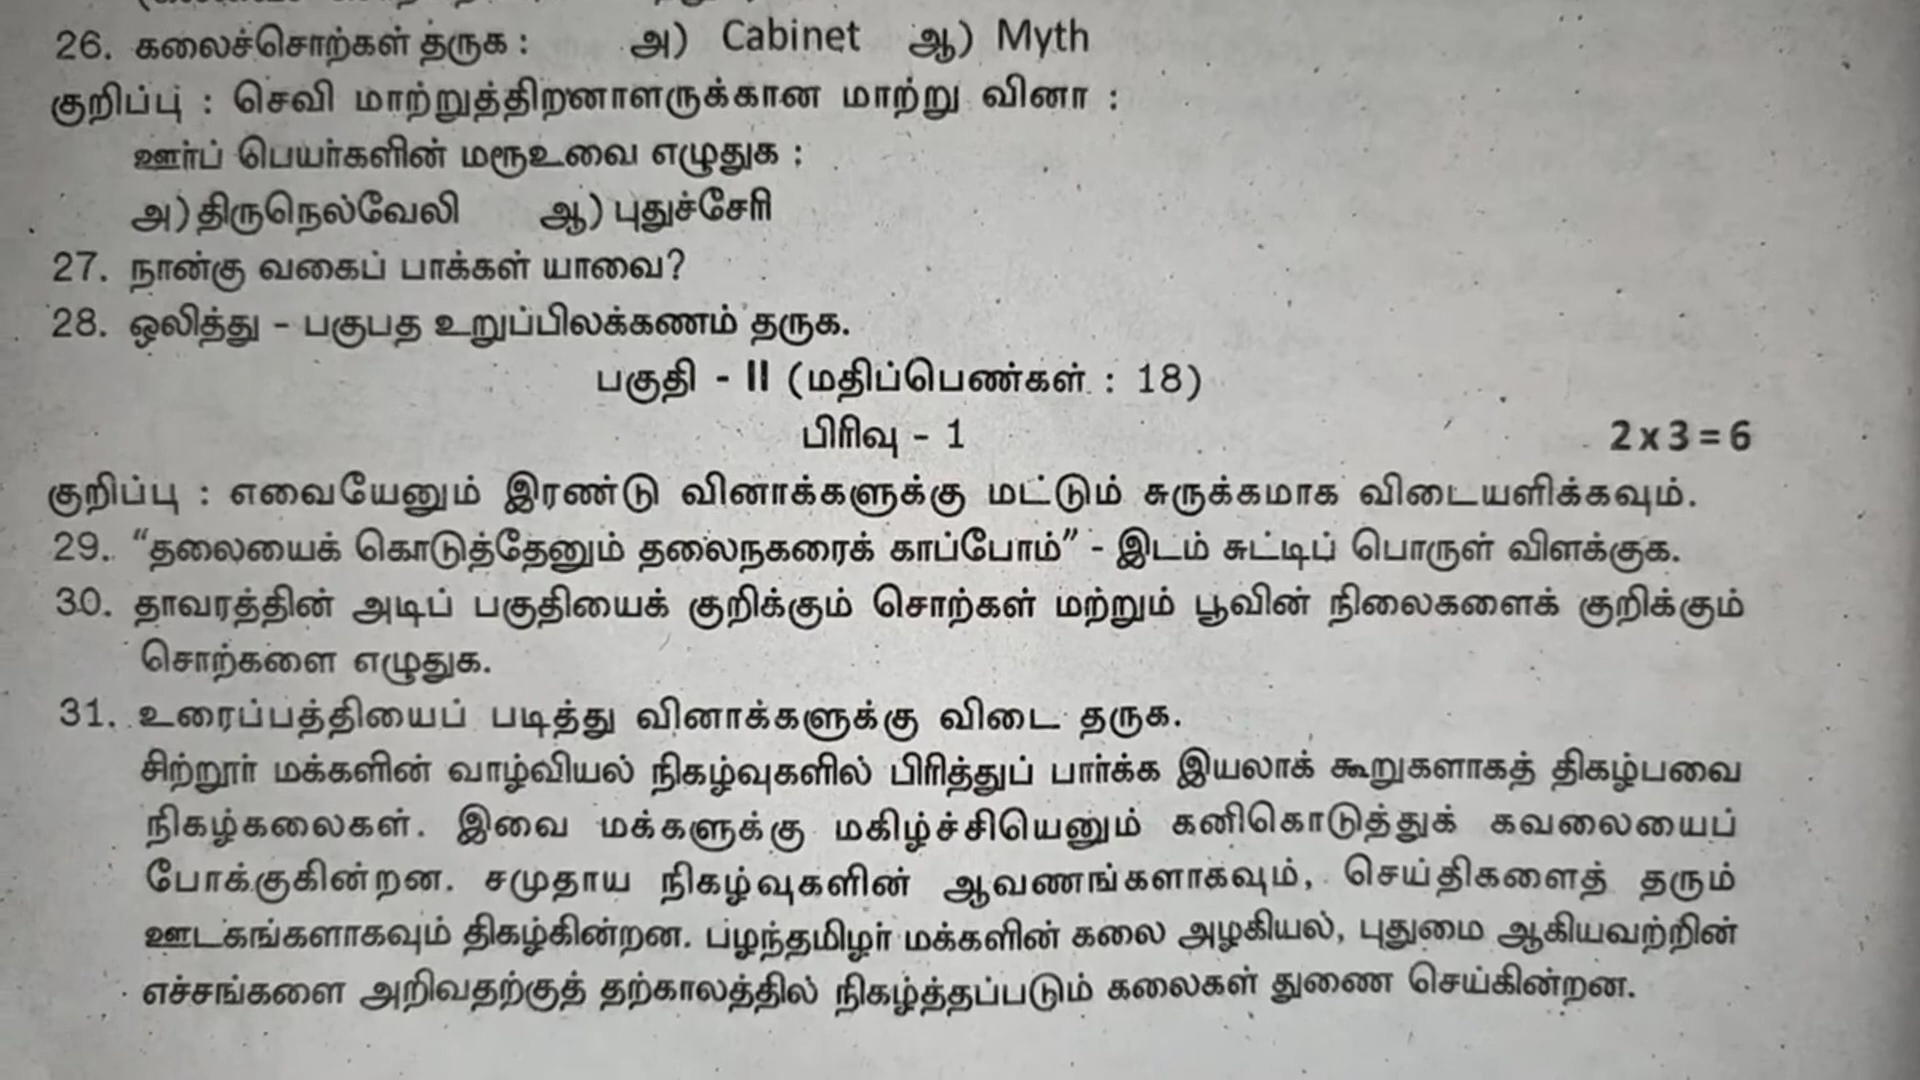 26. கலைச்சொற்கள் தருக : அ) Cabinet ஆ) Myth
குறிப்பு : செவி மாற்றுத்திறனாளருக்கான மாற்று வினா :
ஊர்ப் பெயர்களின் மரூஉவை எழுதுக :
அ) திருநெல்வேலி ஆ) புதுச்சேரி
27. நான்கு வகைப் பாக்கள் யாவை?
28. ஒலித்து - பகுபத உறுப்பிலக்கணம் தருக.
பகுதி - II (மதிப்பெண்கள் : 18)
பிரிவு - 1 2 x 3 = 6
குறிப்பு : எவையேனும் இரண்டு வினாக்களுக்கு மட்டும் சுருக்கமாக விடையளிக்கவும்.
29. “தலையைக் கொடுத்தேனும் தலைநகரைக் காப்போம்” - இடம் சுட்டிப் பொருள் விளக்குக.
30. தாவரத்தின் அடிப் பகுதியைக் குறிக்கும் சொற்கள் மற்றும் பூவின் நிலைகளைக் குறிக்கும்
சொற்களை எழுதுக.
31. உரைப்பத்தியைப் படித்து வினாக்களுக்கு விடை தருக.
சிற்றூர் மக்களின் வாழ்வியல் நிகழ்வுகளில் பிரித்துப் பார்க்க இயலாக் கூறுகளாகத் திகழ்பவை
நிகழ்கலைகள். இவை மக்களுக்கு மகிழ்ச்சியெனும் கனிகொடுத்துக் கவலையைப்
போக்குகின்றன. சமுதாய நிகழ்வுகளின் ஆவணங்களாகவும், செய்திகளைத் தரும்
ஊடகங்களாகவும் திகழ்கின்றன. பழந்தமிழர் மக்களின் கலை அழகியல், புதுமை ஆகியவற்றின்
எச்சங்களை அறிவதற்குத் தற்காலத்தில் நிகழ்த்தப்படும் கலைகள் துணை செய்கின்றன.